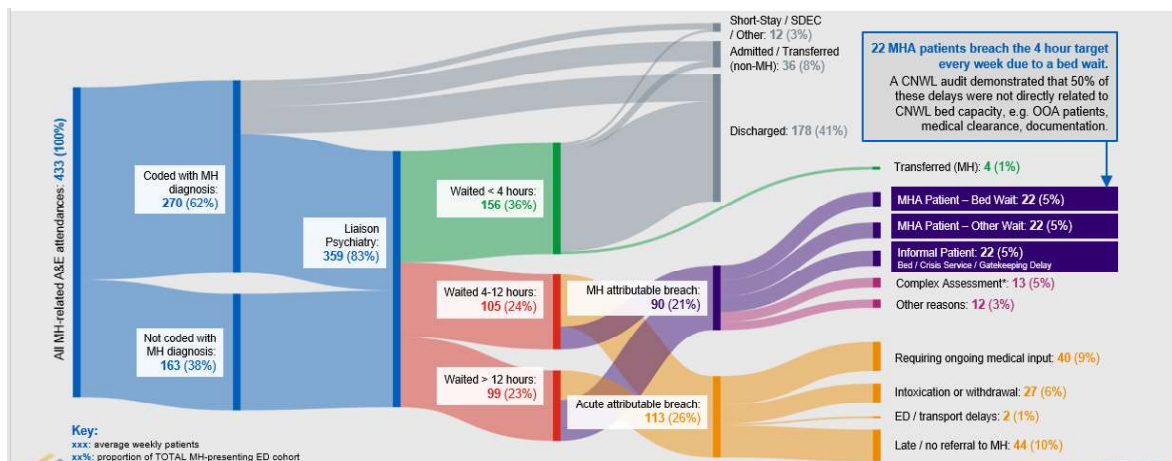 All MH-related A&E attendances: 433 (100%)
Coded with MH
diagnosis:
270 (62%)
Not coded with
MH diagnosis:
163 (38%)
Liaison
Psychiatry:
359 (83%)
Waited < 4 hours:
156 (36%)
Waited 4-12 hours:
105 (24%)
Waited > 12 hours:
99 (23%)
MH attributable breach:
90 (21%)
Acute attributable breach:
113 (26%)
Short-Stay / SDEC
/ Other: 12 (3%)
Admitted / Transferred
(non-MH): 36 (8%)
Discharged: 178 (41%)
22 MHA patients breach the 4 hour target
every week due to a bed wait.
A CNWL audit demonstrated that 50% of
these delays were not directly related to
CNWL bed capacity, e.g. OOA patients,
medical clearance, documentation.
Transferred (MH): 4 (1%)
MHA Patient – Bed Wait: 22 (5%)
MHA Patient – Other Wait: 22 (5%)
Informal Patient: 22 (5%)
Bed / Crisis Service / Gatekeeping Delay
Complex Assessment*: 13 (5%)
Other reasons: 12 (3%)
Requiring ongoing medical input: 40 (9%)
Intoxication or withdrawal: 27 (6%)
ED / transport delays: 2 (1%)
Late / no referral to MH: 44 (10%)
Key:
xxx: average weekly patients
xx%: proportion of TOTAL MH-presenting ED cohort